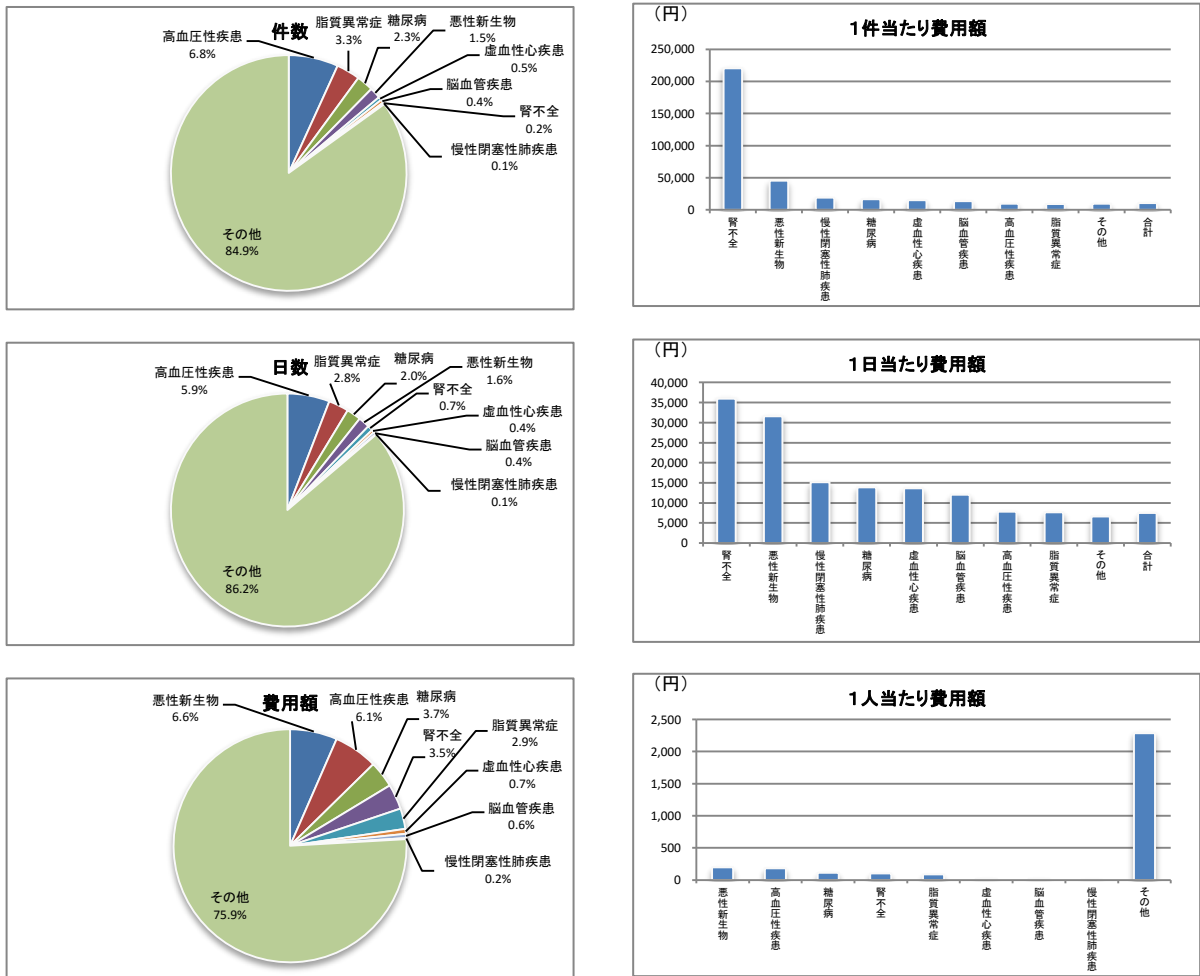 件数
高血圧性疾患
6.8%
脂質異常症
3.3%
糖尿病
2.3%
悪性新生物
1.5%
虚血性心疾患
0.5%
脳血管疾患
0.4%
腎不全
0.2%
慢性閉塞性肺疾患
0.1%
その他
84.9%
（円）
1件当たり費用額
250,000
200,000
150,000
100,000
50,000
0
腎不全
悪性新生物
慢性閉塞性肺疾患
糖尿病
虚血性心疾患
脳血管疾患
高血圧性疾患
脂質異常症
その他
合計
日数
高血圧性疾患
5.9%
脂質異常症
2.8%
糖尿病
2.0%
悪性新生物
1.6%
腎不全
0.7%
虚血性心疾患
0.4%
脳血管疾患
0.4%
慢性閉塞性肺疾患
0.1%
その他
86.2%
（円）
1日当たり費用額
40,000
35,000
30,000
25,000
20,000
15,000
10,000
5,000
0
腎不全
悪性新生物
慢性閉塞性肺疾患
糖尿病
虚血性心疾患
脳血管疾患
高血圧性疾患
脂質異常症
その他
合計
費用額
悪性新生物
6.6%
高血圧性疾患
6.1%
糖尿病
3.7%
腎不全
3.5%
脂質異常症
2.9%
虚血性心疾患
0.7%
脳血管疾患
0.6%
慢性閉塞性肺疾患
0.2%
その他
75.9%
（円）
1人当たり費用額
2,500
2,000
1,500
1,000
500
0
悪性新生物
高血圧性疾患
糖尿病
腎不全
脂質異常症
虚血性心疾患
脳血管疾患
慢性閉塞性肺疾患
その他